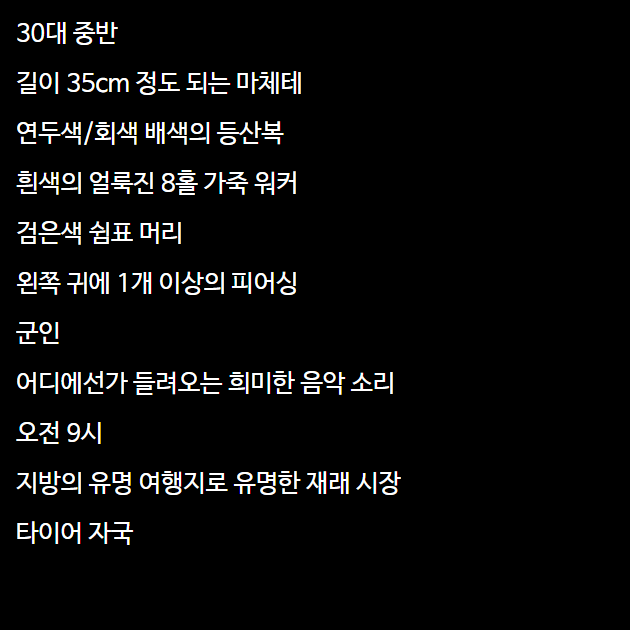 30대 중반
길이 35cm 정도 되는 마체테
연두색/회색 배색의 등산복
흰색의 얼룩진 8홀 가죽 워커
검은색 쉼표 머리
왼쪽 귀에 1개 이상의 피어싱
군인
어디에선가 들려오는 희미한 음악 소리
오전 9시
지방의 유명 여행지로 유명한 재래 시장
타이어 자국